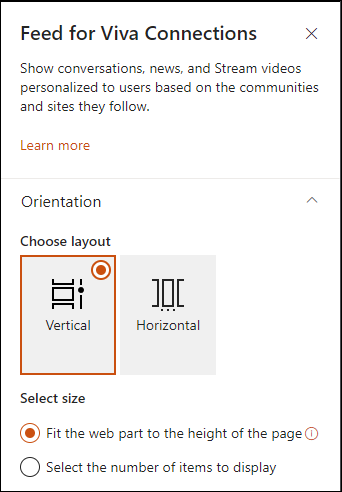 Feed for Viva Connections
Show conversations, news, and Stream videos
personalized to users based on the communities
and sites they follow.
Learn more
Orientation
Choose layout
Vertical
Horizontal
Select size
Fit the web part to the height of the page
Select the number of items to display